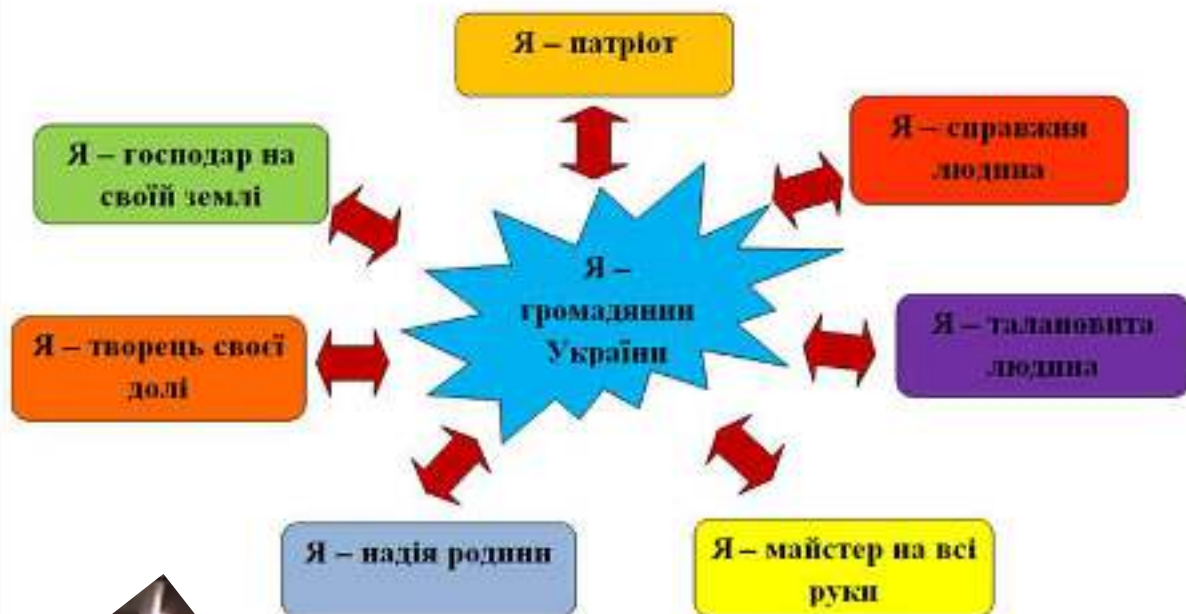 Я – патріот
Я – справжня
людина
Я – господар на
своїй землі
Я –
громадянин
України
Я – талановита
людина
Я – творець своєї
долі
Я – надія родини
Я – майстер на всі
руки